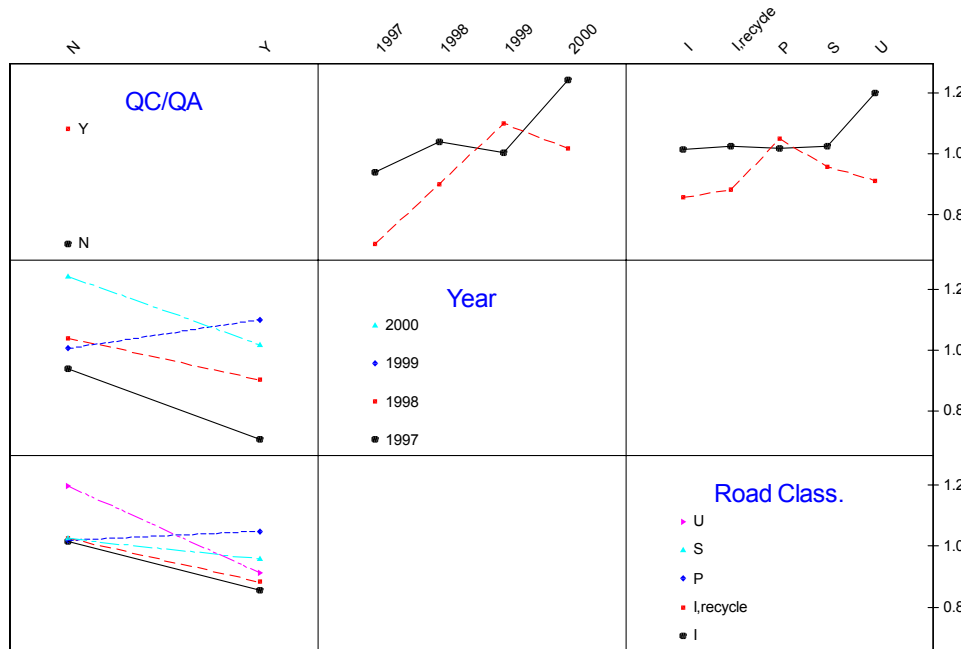 N Y 1997 1998 1999 2000 I I,recycle P S U
QC/QA
Y
N
1.2
1.0
0.8
Year
2000
1999
1998
1997
1.2
1.0
0.8
Road Class.
U
S
P
I,recycle
I
1.2
1.0
0.8